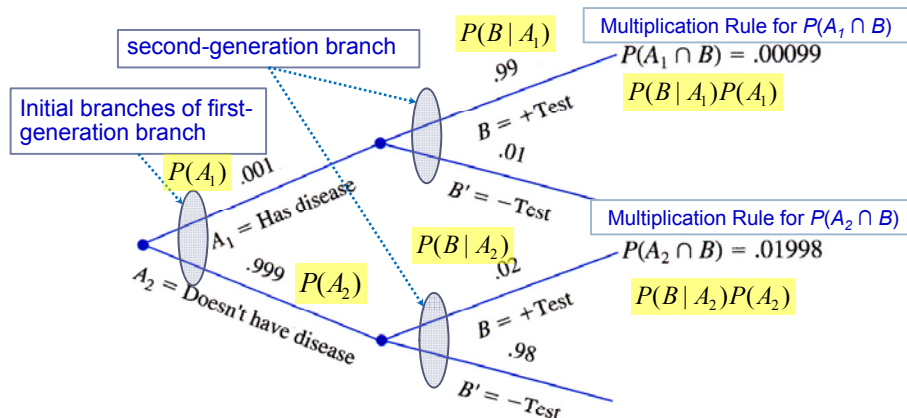 second-generation branch
P(B | A₁)
Multiplication Rule for P(A₁ ∩ B)
P(A₁ ∩ B) = .00099
P(B | A₁)P(A₁)
.99
B = +Test
Initial branches of first-
generation branch
P(A₁)
.001
A₁ = Has disease
.01
B' = −Test
Multiplication Rule for P(A₂ ∩ B)
P(A₂ ∩ B) = .01998
P(B | A₂)P(A₂)
P(B | A₂)
.02
B = +Test
.999
P(A₂)
A₂ = Doesn't have disease
.98
B' = −Test